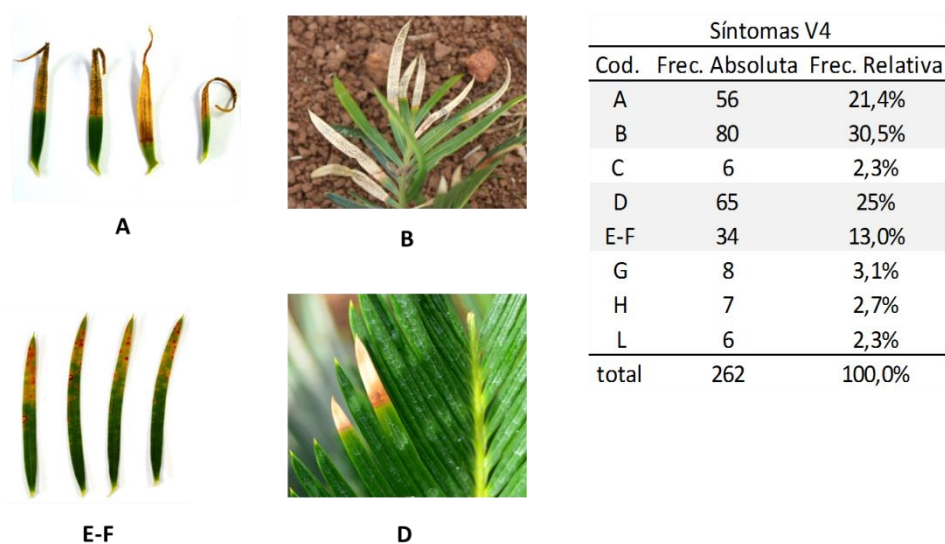 A
B
E-F
D
Síntomas V4
Cod. Frec. Absoluta Frec. Relativa
A 56 21,4%
B 80 30,5%
C 6 2,3%
D 65 25%
E-F 34 13,0%
G 8 3,1%
H 7 2,7%
L 6 2,3%
total 262 100,0%